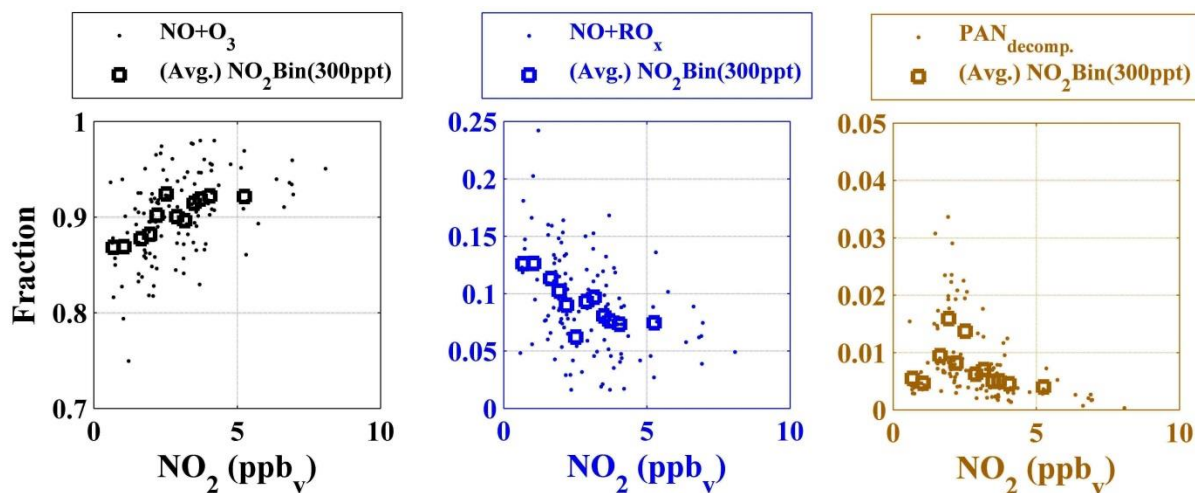 NO+O3
(Avg.) NO2Bin(300ppt)
NO+ROx
(Avg.) NO2Bin(300ppt)
PANdecomp.
(Avg.) NO2Bin(300ppt)
Fraction
1
0.9
0.8
0.7
0 5 10
NO2 (ppbv)
0.25
0.2
0.15
0.1
0.05
0
0 5 10
NO2 (ppbv)
0.05
0.04
0.03
0.02
0.01
0
0 5 10
NO2 (ppbv)